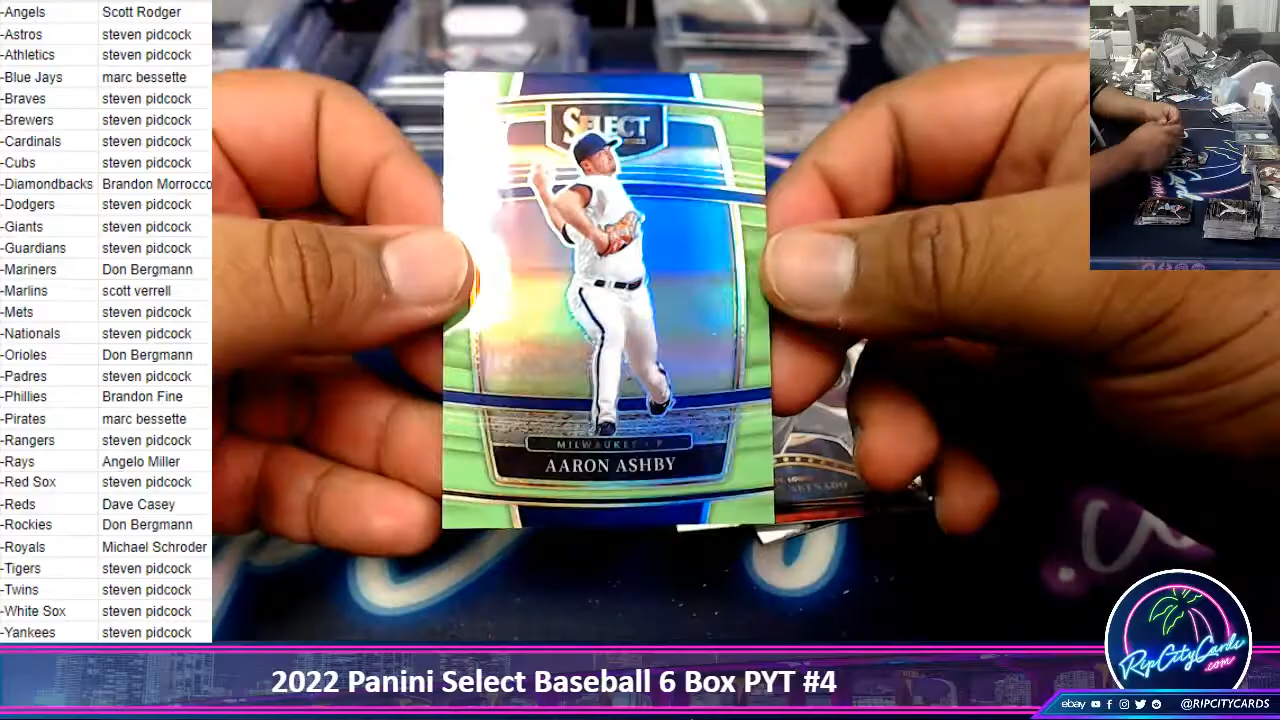 -Angels Scott Rodger
-Astros steven pidcock
-Athletics steven pidcock
-Blue Jays marc bessette
-Braves steven pidcock
-Brewers steven pidcock
-Cardinals steven pidcock
-Cubs steven pidcock
-Diamondbacks Brandon Morrocco
-Dodgers steven pidcock
-Giants steven pidcock
-Guardians steven pidcock
-Mariners Don Bergmann
-Marlins scott verrell
-Mets steven pidcock
-Nationals steven pidcock
-Orioles Don Bergmann
-Padres steven pidcock
-Phillies Brandon Fine
-Pirates marc bessette
-Rangers steven pidcock
-Rays Angelo Miller
-Red Sox steven pidcock
-Reds Dave Casey
-Rockies Don Bergmann
-Royals Michael Schroder
-Tigers steven pidcock
-Twins steven pidcock
-White Sox steven pidcock
-Yankees steven pidcock
SELECT
MILWAUKEE · P
AARON ASHBY
RipCityCards
.com
2022 Panini Select Baseball 6 Box PYT #4
ebay @RIPCITYCARDS